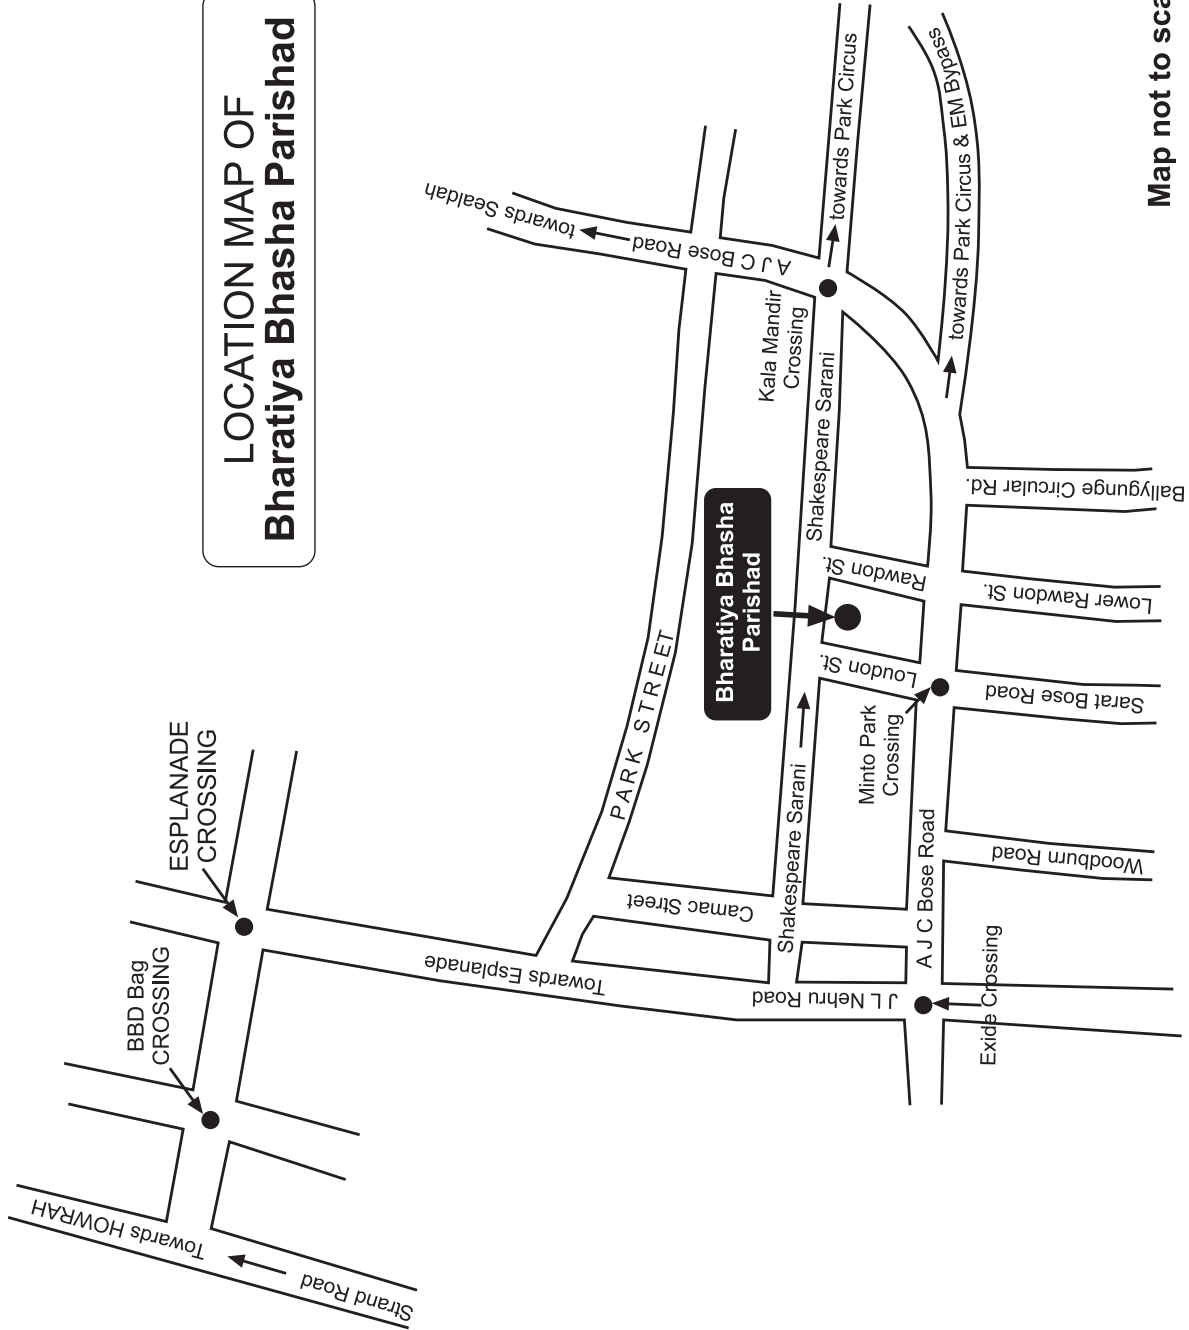 LOCATION MAP OF
Bharatiya Bhasha Parishad
ESPLANADE
CROSSING
BBD Bag
CROSSING
Towards HOWRAH
Strand Road
Towards Esplanade
PARK STREET
towards Sealdah
A J C Bose Road
Kala Mandir
Crossing
towards Park Circus
towards Park Circus & EM Bypass
Camac Street
J L Nehru Road
Shakespeare Sarani
Shakespeare Sarani
Bharatiya Bhasha
Parishad
Rawdon St.
Loudon St.
Minto Park
Crossing
A J C Bose Road
Exide Crossing
Woodburn Road
Sarat Bose Road
Lower Rawdon St.
Ballygunge Circular Rd.
Map not to sca